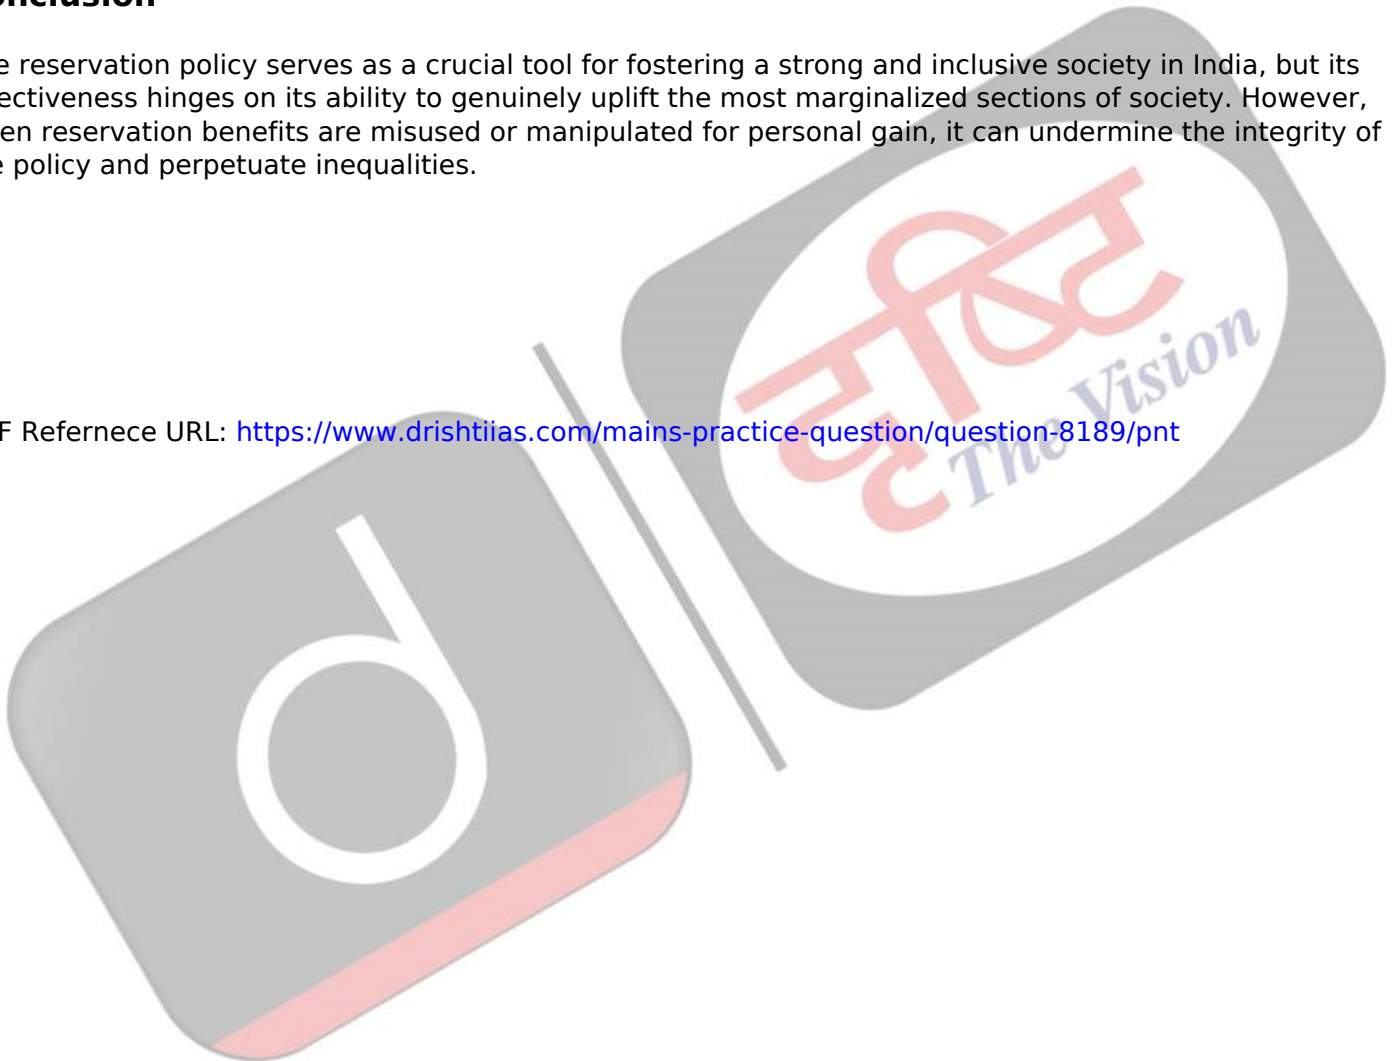 onclusion
e reservation policy serves as a crucial tool for fostering a strong and inclusive society in India, but its
ectiveness hinges on its ability to genuinely uplift the most marginalized sections of society. However,
en reservation benefits are misused or manipulated for personal gain, it can undermine the integrity of
e policy and perpetuate inequalities.
दृष्टि
The Vision
F Refernece URL: https://www.drishtiias.com/mains-practice-question/question-8189/pnt
d